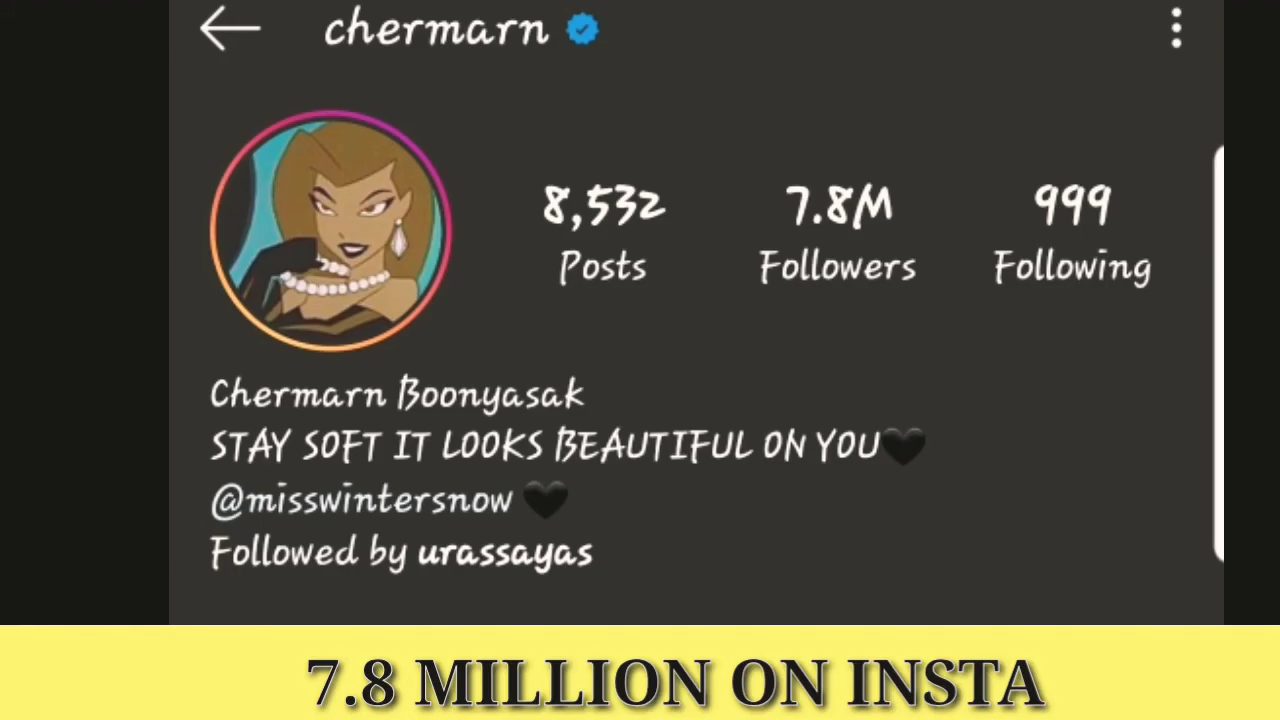 chermarn
8,532 7.8M 999
Posts Followers Following
Chermarn Boonyasak
STAY SOFT IT LOOKS BEAUTIFUL ON YOU🖤
@misswintersnow 🖤
Followed by urassayas
7.8 MILLION ON INSTA